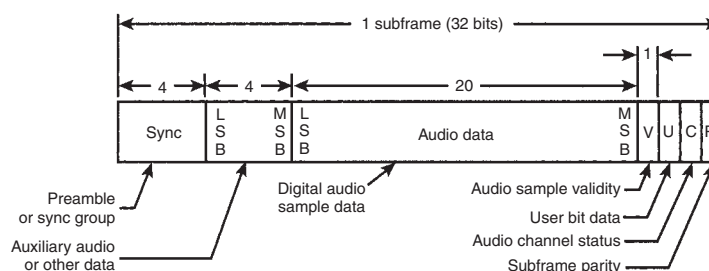 1 subframe (32 bits)
1
4
4
20
Sync
L
S
B
M
S
B
L
S
B
Audio data
M
S
B
V
U
C
P
Preamble
or sync group
Auxiliary audio
or other data
Digital audio
sample data
Audio sample validity
User bit data
Audio channel status
Subframe parity